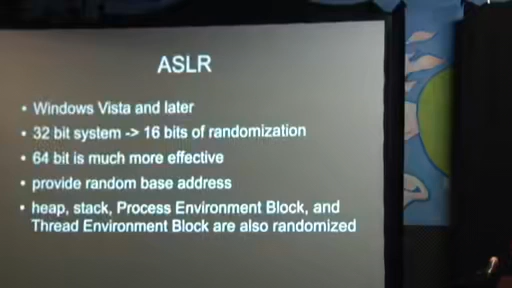 ASLR
• Windows Vista and later
• 32 bit system -> 16 bits of randomization
• 64 bit is much more effective
• provide random base address
• heap, stack, Process Environment Block, and
Thread Environment Block are also randomized